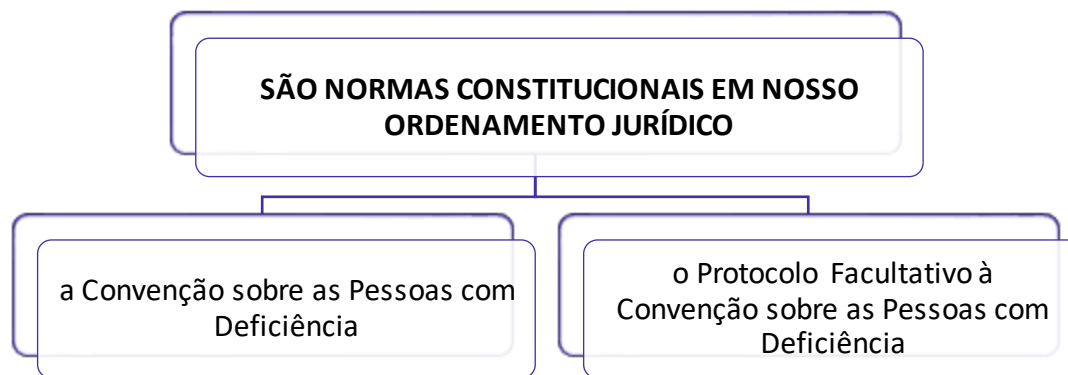 SÃO NORMAS CONSTITUCIONAIS EM NOSSO
ORDENAMENTO JURÍDICO
a Convenção sobre as Pessoas com
Deficiência
o Protocolo Facultativo à
Convenção sobre as Pessoas com
Deficiência